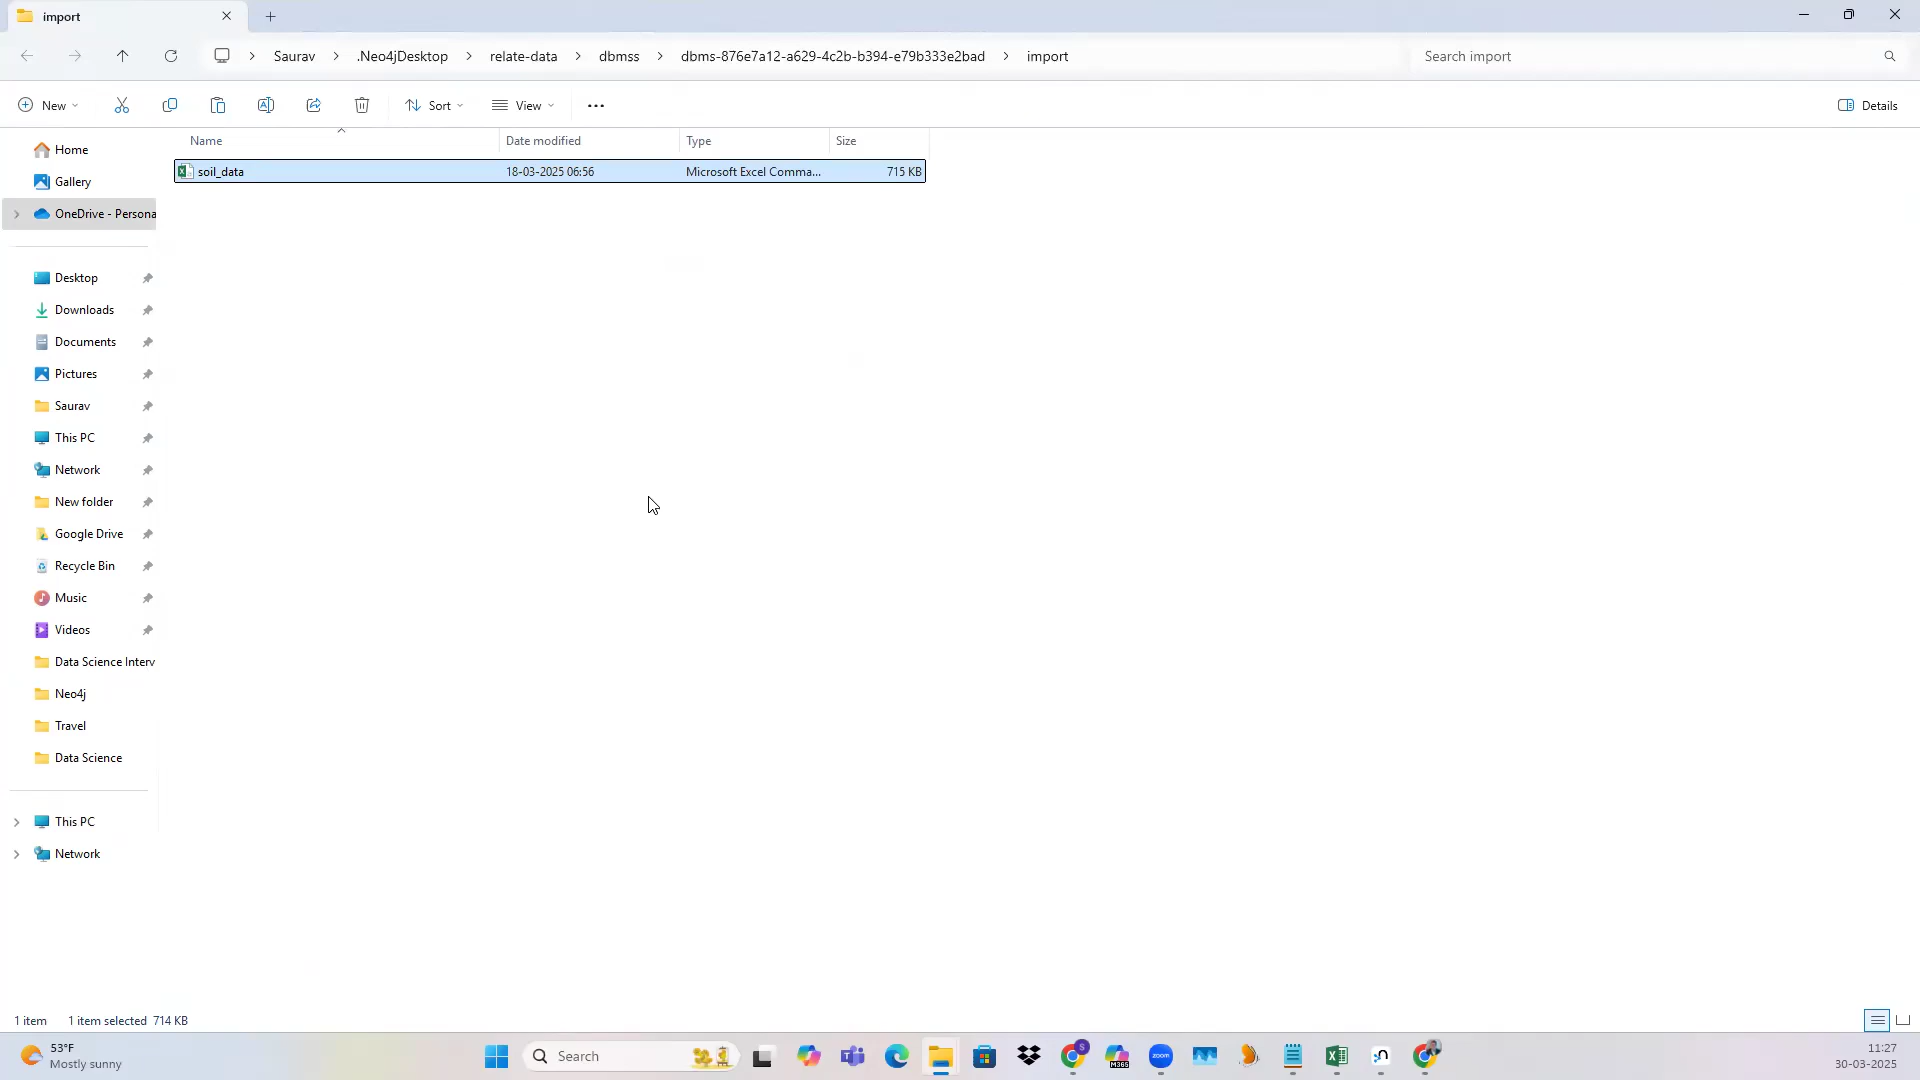 import
Saurav
.Neo4jDesktop
relate-data
dbmss
dbms-876e7a12-a629-4c2b-b394-e79b333e2bad
import
Search import
New
Sort
View
Details
Name
Date modified
Type
Size
soil_data
18-03-2025 06:56
Microsoft Excel Comma...
715 KB
Home
Gallery
OneDrive - Persona
Desktop
Downloads
Documents
Pictures
Saurav
This PC
Network
New folder
Google Drive
Recycle Bin
Music
Videos
Data Science Interv
Neo4j
Travel
Data Science
This PC
Network
1 item
1 item selected 714 KB
53°F
Mostly sunny
Search
M365
zoom
S
11:27
30-03-2025